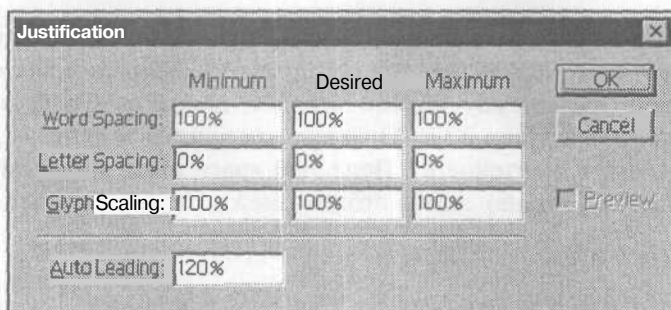 Justification
Minimum Desired Maximum OK
Word Spacing: 100% 100% 100% Cancel
Letter Spacing: 0% 0% 0%
Glyph Scaling: 100% 100% 100% Preview
Auto Leading: 120%